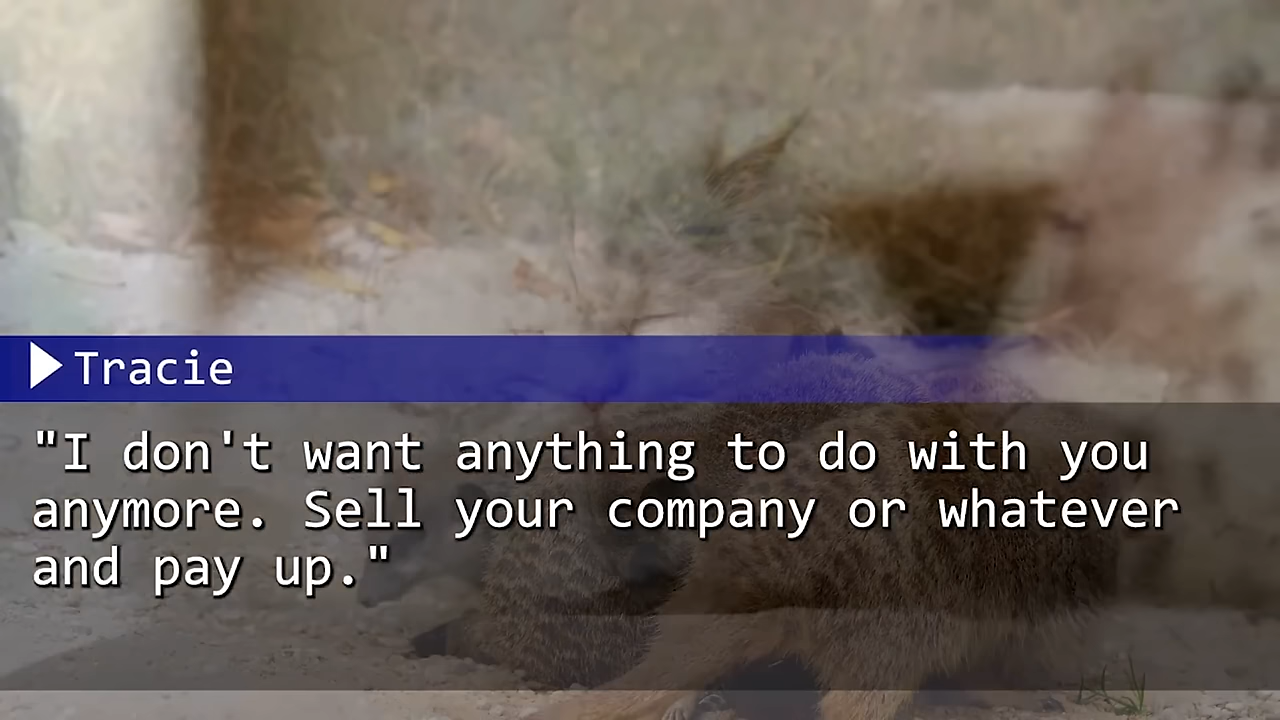 Tracie
"I don't want anything to do with you
anymore. Sell your company or whatever
and pay up."